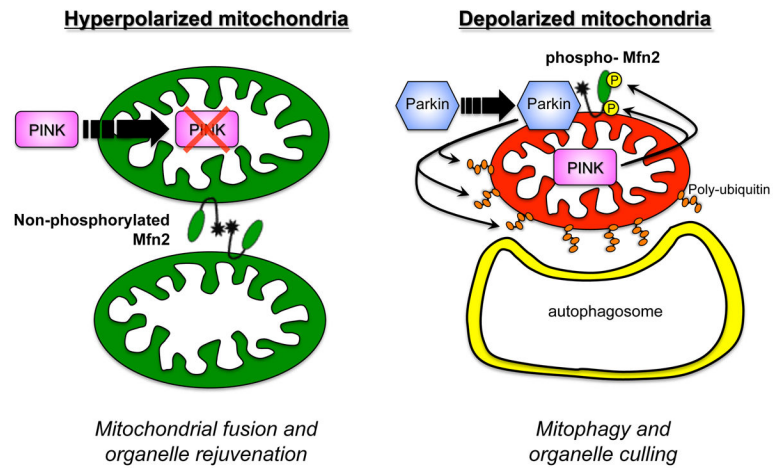 Hyperpolarized mitochondria
PINK
PINK
Non-phosphorylated
Mfn2
Mitochondrial fusion and
organelle rejuvenation
Depolarized mitochondria
phospho- Mfn2
P
Parkin
Parkin
P
PINK
Poly-ubiquitin
autophagosome
Mitophagy and
organelle culling